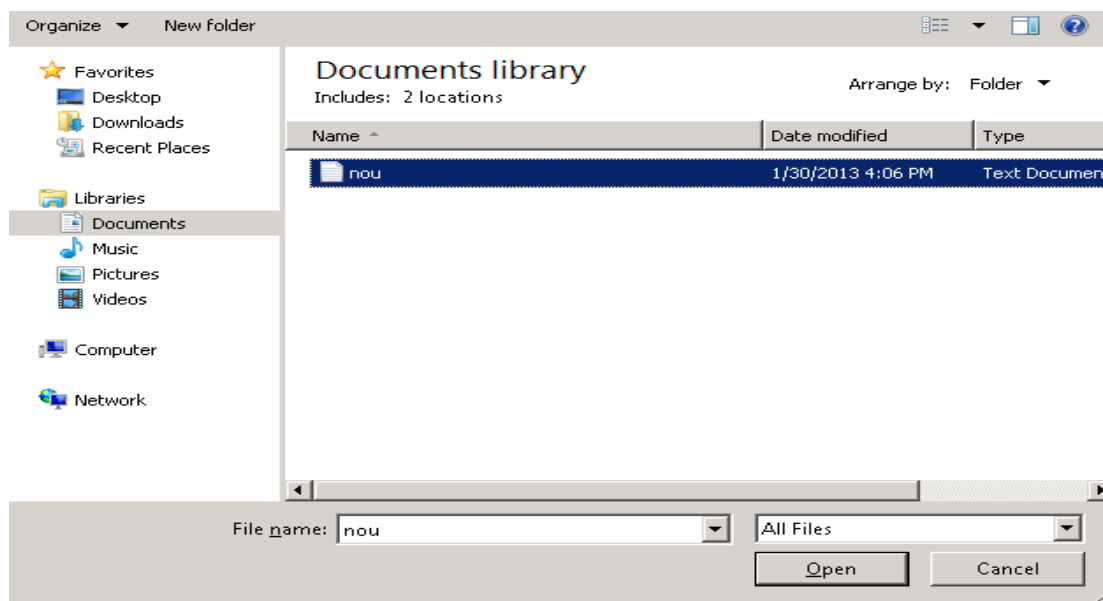 Organize New folder
Favorites
Desktop
Downloads
Recent Places
Libraries
Documents
Music
Pictures
Videos
Computer
Network
Documents library
Includes: 2 locations
Arrange by: Folder
Name Date modified Type
nou 1/30/2013 4:06 PM Text Documen
File name: nou All Files
Open Cancel